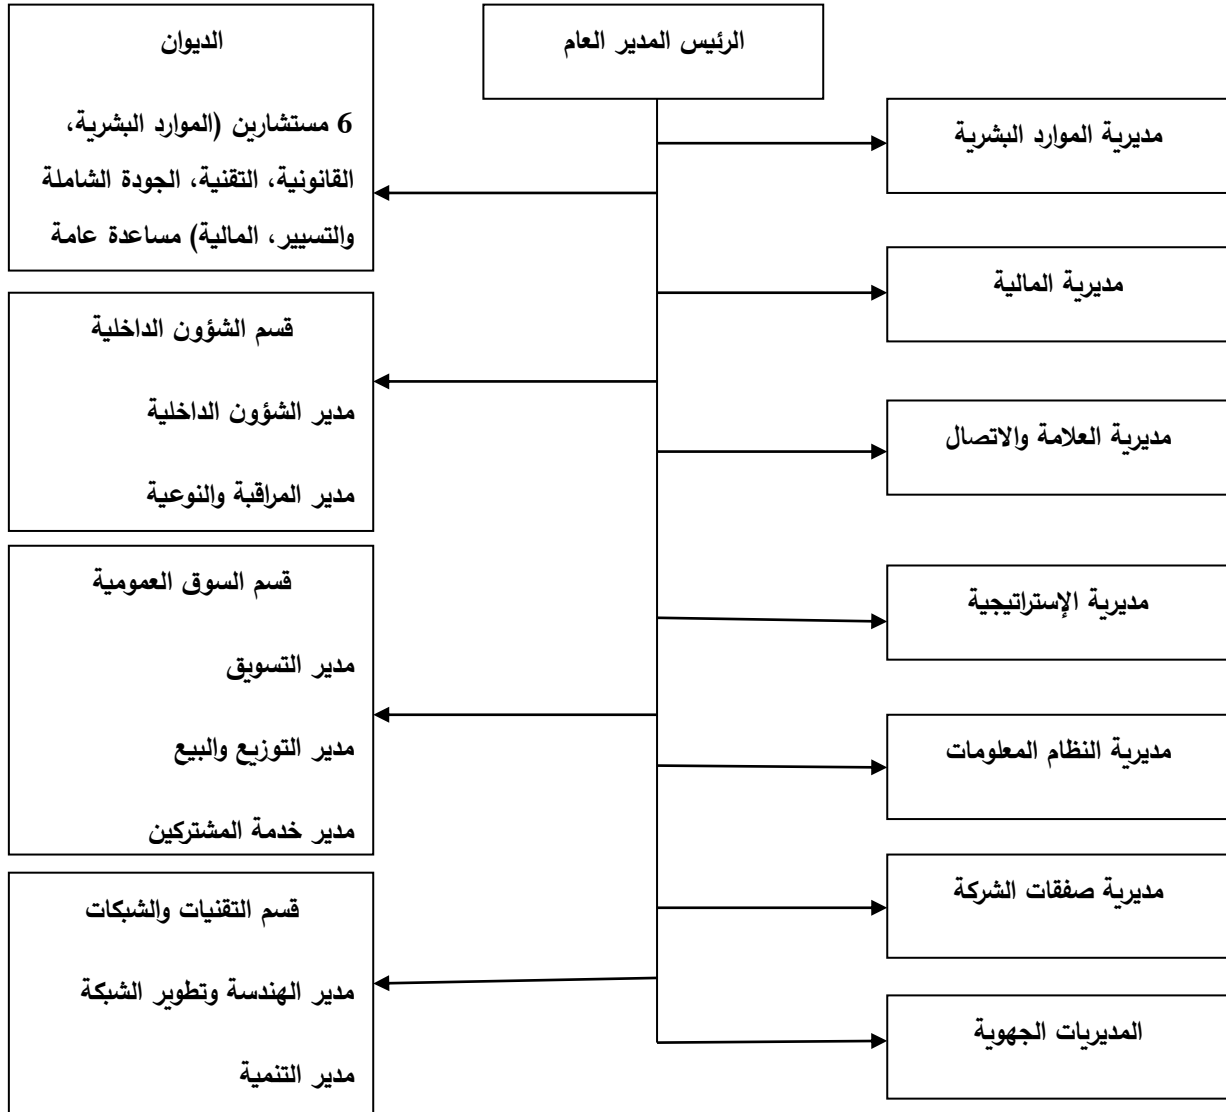 الرئيس المدير العام
الديوان
6 مستشارين (الموارد البشرية،
القانونية، التقنية، الجودة الشاملة
والتسيير، المالية) مساعدة عامة
قسم الشؤون الداخلية
مدير الشؤون الداخلية
مدير المراقبة والنوعية
قسم السوق العمومية
مدير التسويق
مدير التوزيع والبيع
مدير خدمة المشتركين
قسم التقنيات والشبكات
مدير الهندسة وتطوير الشبكة
مدير التنمية
مديرية الموارد البشرية
مديرية المالية
مديرية العلامة والاتصال
مديرية الإستراتيجية
مديرية النظام المعلومات
مديرية صفقات الشركة
المديريات الجهوية